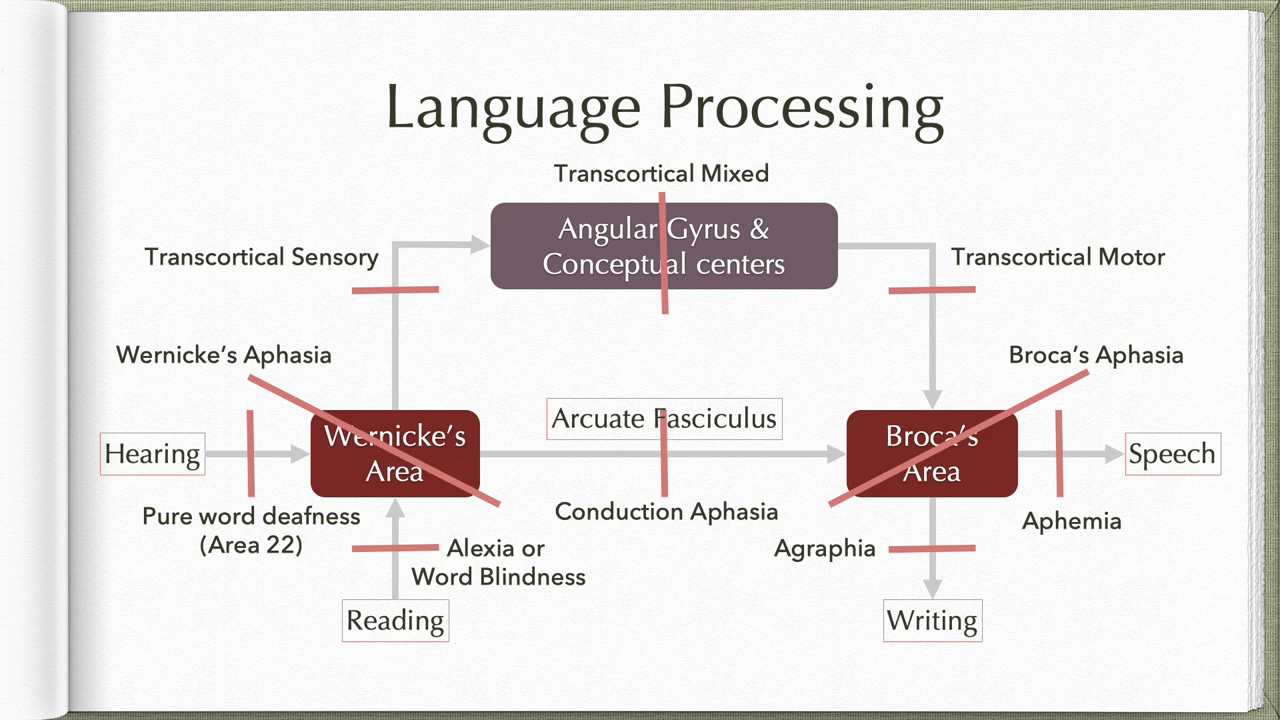 Language Processing
Transcortical Mixed
Angular Gyrus &
Conceptual centers
Transcortical Sensory
Transcortical Motor
Wernicke’s Aphasia
Broca’s Aphasia
Arcuate Fasciculus
Hearing
Wernicke’s
Area
Broca’s
Area
Speech
Pure word deafness
(Area 22)
Conduction Aphasia
Aphemia
Alexia or
Word Blindness
Agraphia
Reading
Writing